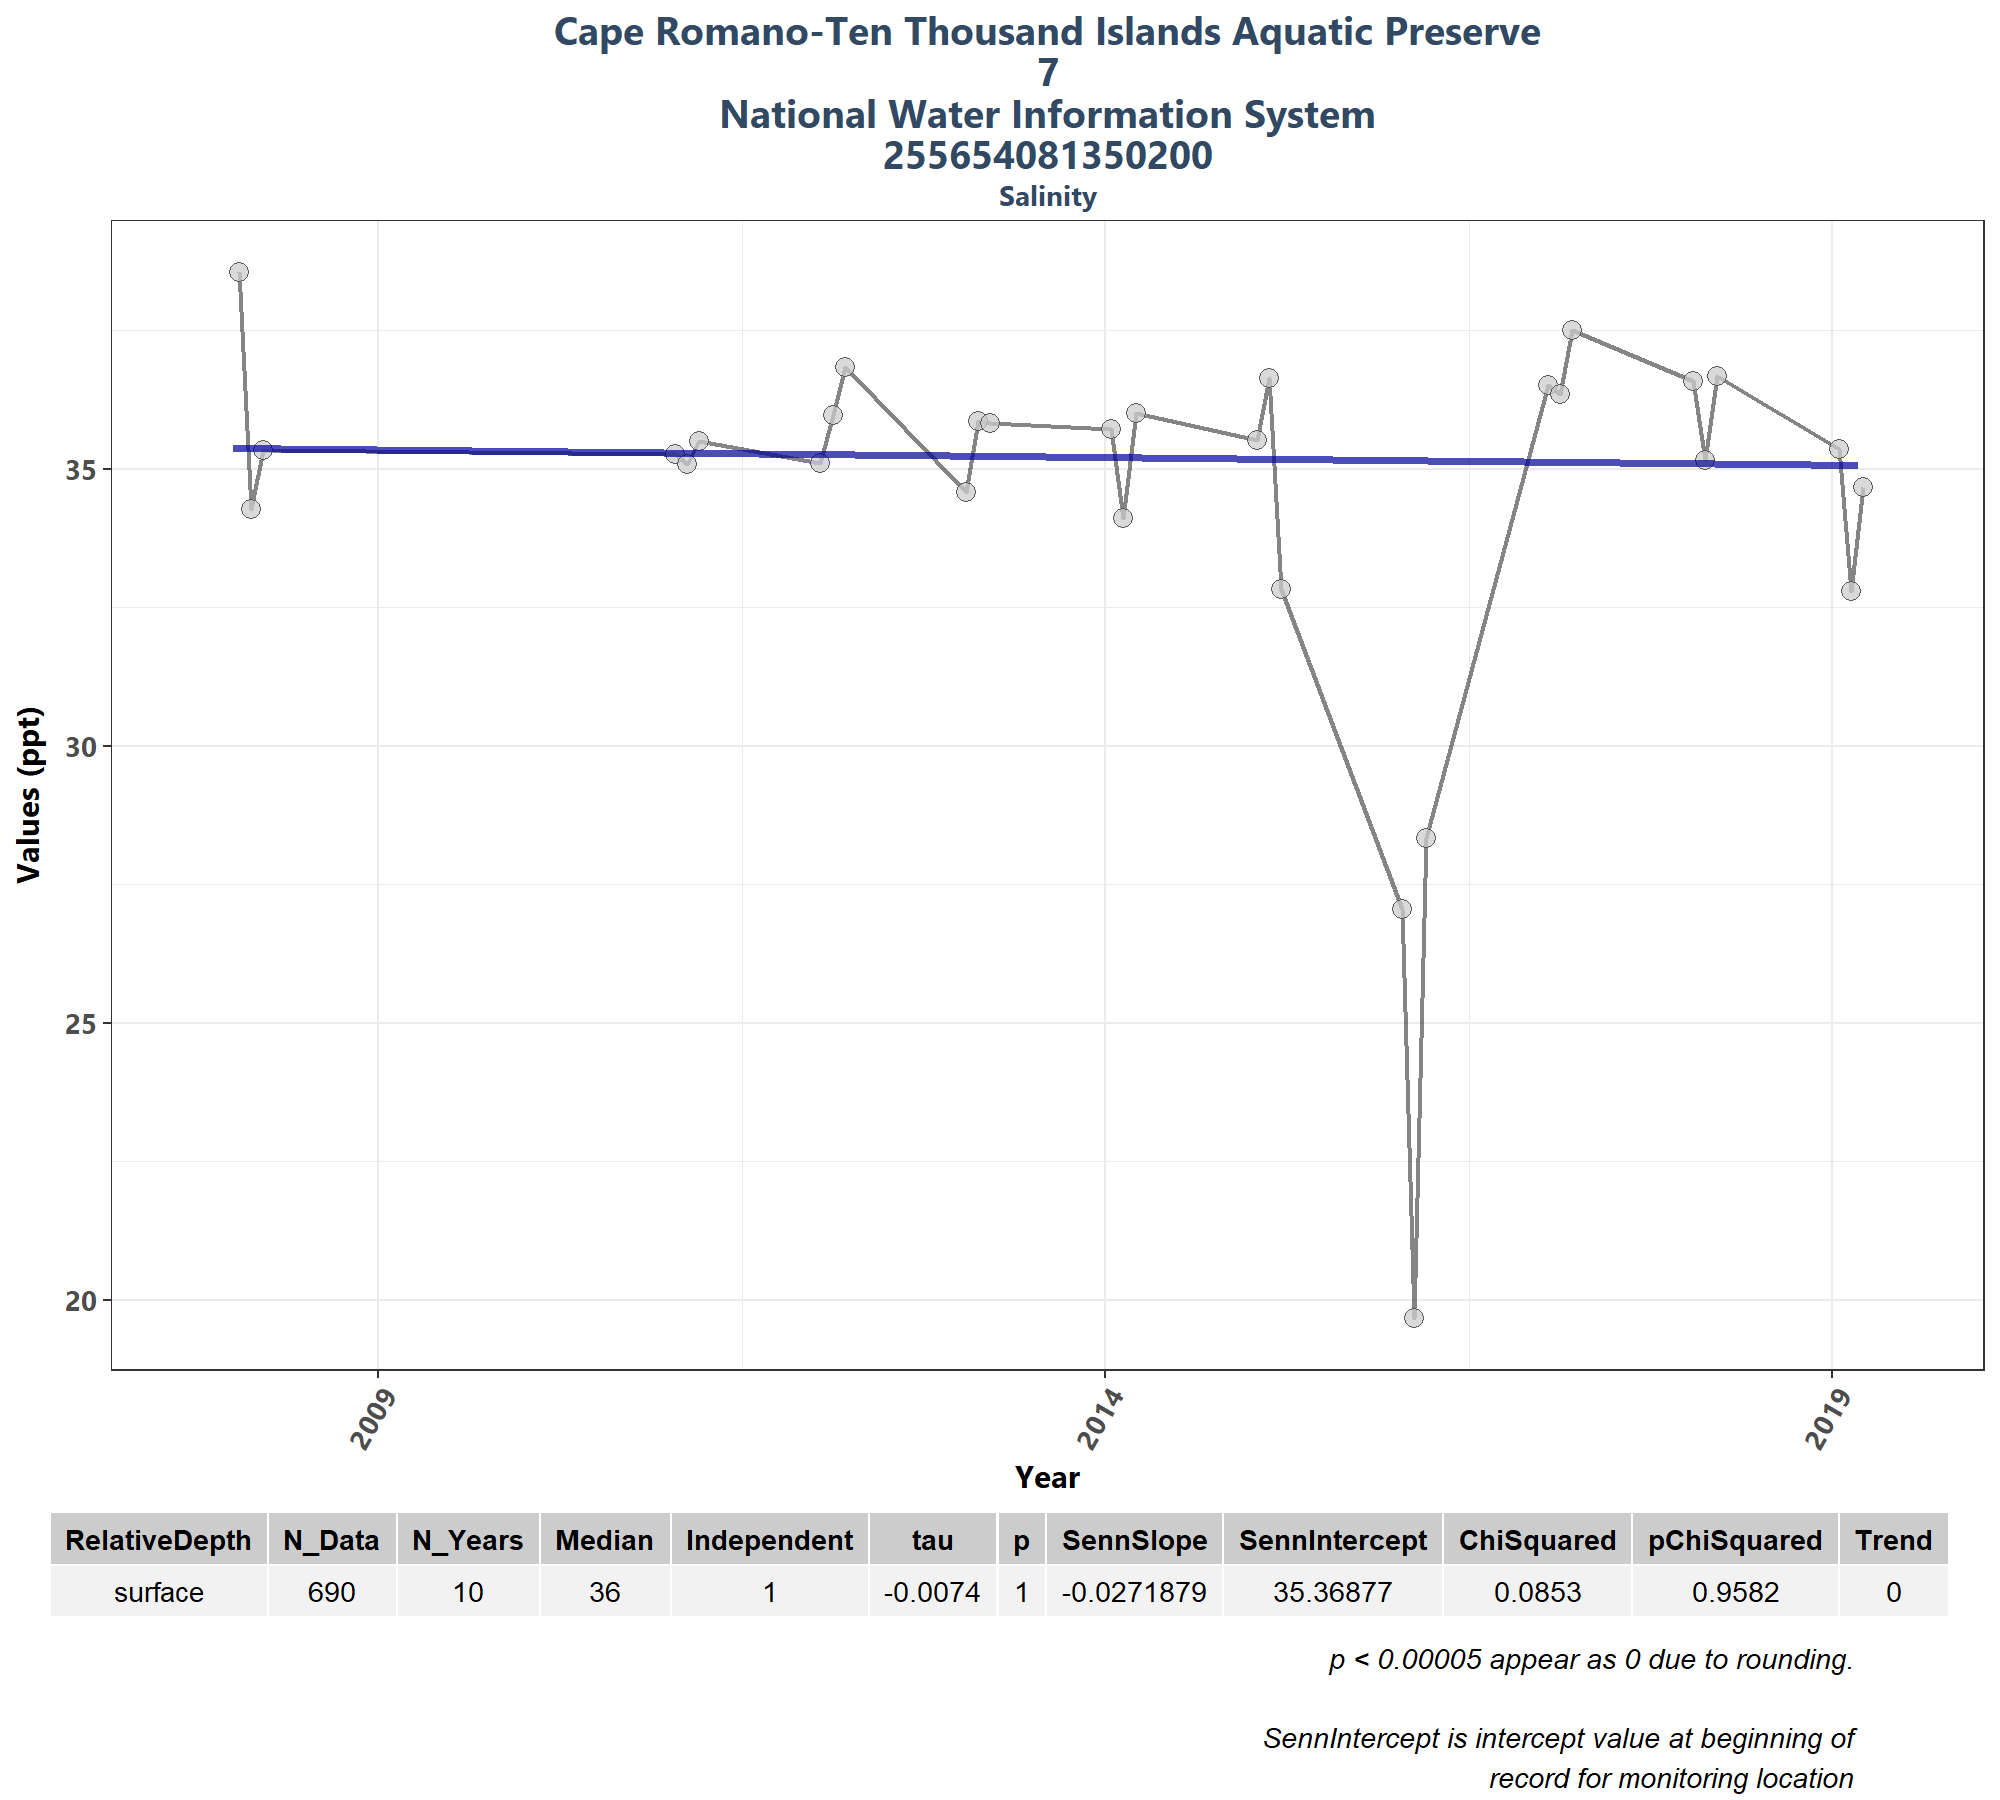 Cape Romano-Ten Thousand Islands Aquatic Preserve
7
National Water Information System
255654081350200
Salinity
Values (ppt)
35
30
25
20
2009
2014
2019
Year
RelativeDepth N_Data N_Years Median Independent tau p SennSlope SennIntercept ChiSquared pChiSquared Trend
surface 690 10 36 1 -0.0074 1 -0.0271879 35.36877 0.0853 0.9582 0
p < 0.00005 appear as 0 due to rounding.
SennIntercept is intercept value at beginning of
record for monitoring location